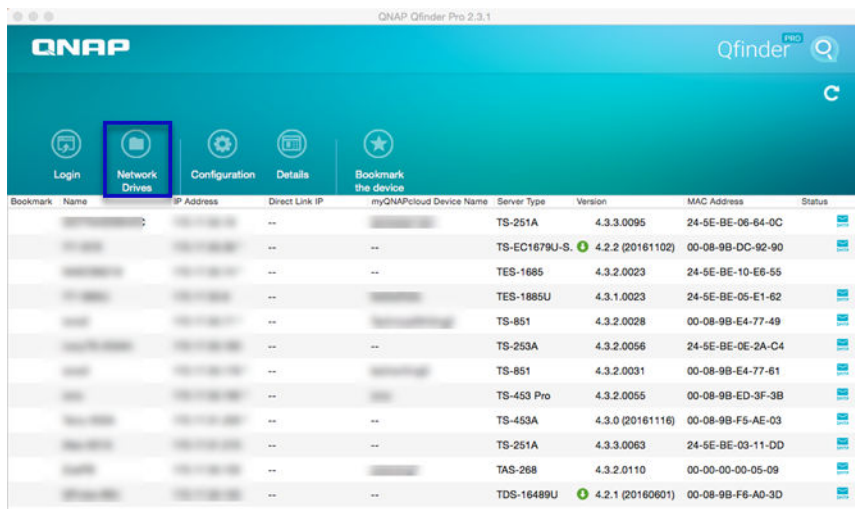 QNAP Qfinder Pro 2.3.1
QNAP
Qfinder PRO
Login
Network
Drives
Configuration
Details
Bookmark
the device
Bookmark Name IP Address Direct Link IP myQNAPcloud Device Name Server Type Version MAC Address Status
-- TS-251A 4.3.3.0095 24-5E-BE-06-64-0C
-- -- TS-EC1679U-S. 4.2.2 (20161102) 00-08-9B-DC-92-90
-- -- TES-1685 4.3.2.0023 24-5E-BE-10-E6-55
-- TES-1885U 4.3.1.0023 24-5E-BE-05-E1-62
-- TS-851 4.3.2.0028 00-08-9B-E4-77-49
-- -- TS-253A 4.3.2.0056 24-5E-BE-0E-2A-C4
-- TS-851 4.3.2.0031 00-08-9B-E4-77-61
-- TS-453 Pro 4.3.2.0055 00-08-9B-ED-3F-3B
-- -- TS-453A 4.3.0 (20161116) 00-08-9B-F5-AE-03
-- -- TS-251A 4.3.3.0063 24-5E-BE-03-11-DD
-- TAS-268 4.3.2.0110 00-00-00-00-05-09
-- -- TDS-16489U 4.2.1 (20160601) 00-08-9B-F6-A0-3D